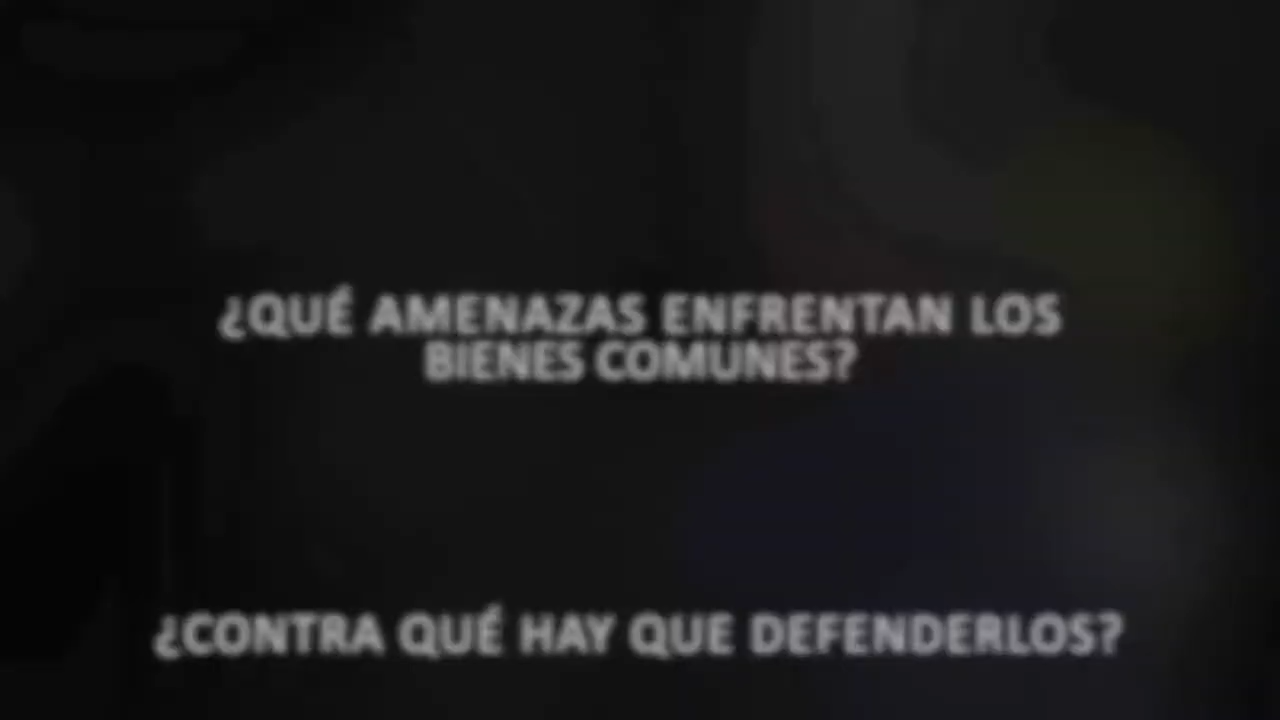 ¿QUÉ AMENAZAS ENFRENTAN LOS
BIENES COMUNES?
¿CONTRA QUÉ HAY QUE DEFENDERLOS?